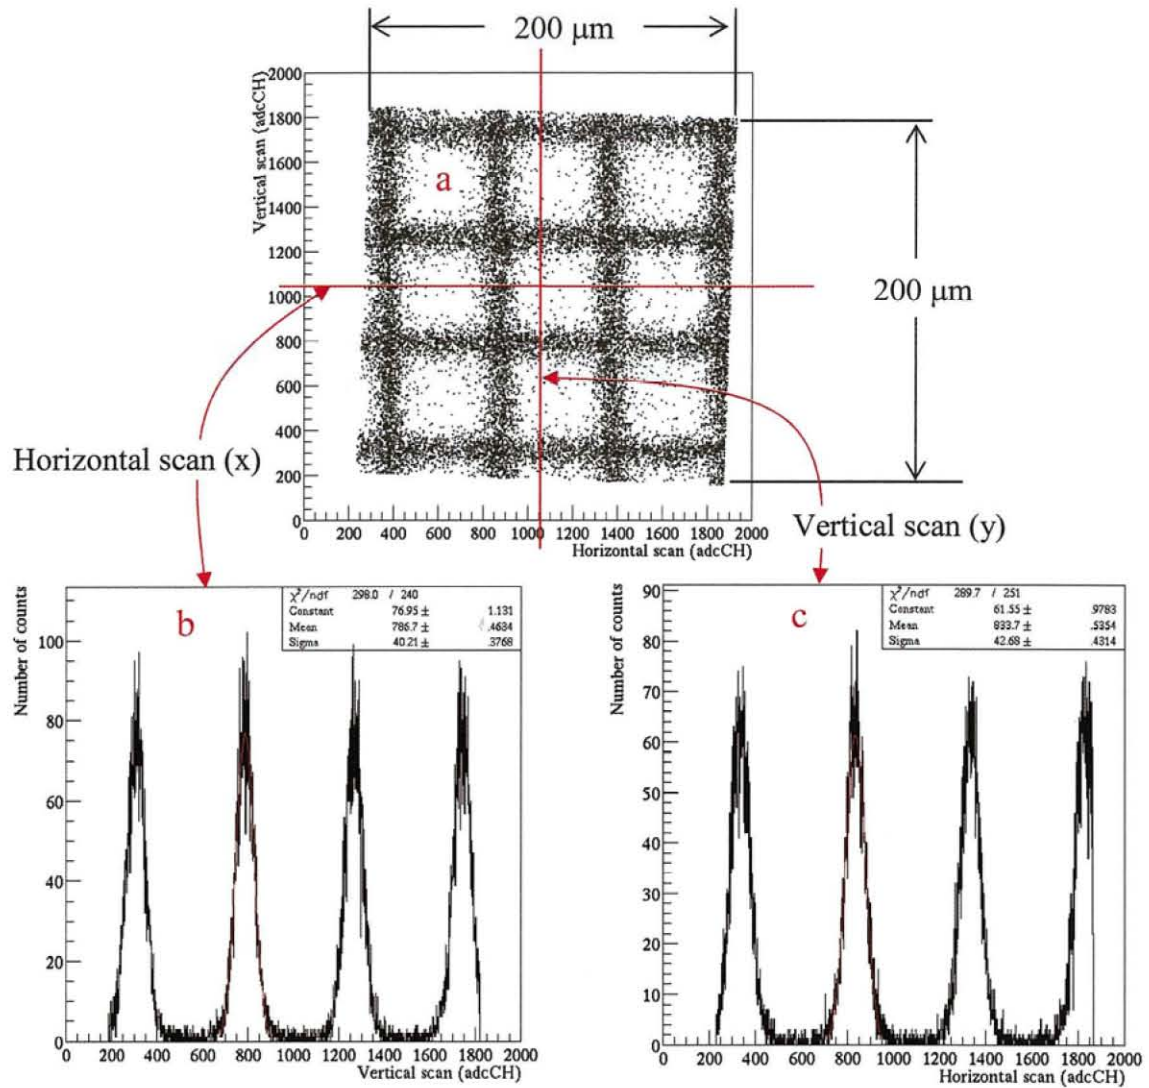 200 μm
Vertical scan (adcCH)
2000
1800
1600
1400
1200
1000
800
600
400
200
0
a
200 μm
0 200 400 600 800 1000 1200 1400 1600 1800 2000
Horizontal scan (adcCH)
Horizontal scan (x)
Vertical scan (y)
b
χ²/ndf 298.0 / 240
Constant 76.95 ± 1.131
Mean 786.7 ± .4634
Sigma 40.21 ± .3768
Number of counts
100
80
60
40
20
0
0 200 400 600 800 1000 1200 1400 1600 1800 2000
Vertical scan (adcCH)
c
χ²/ndf 289.7 / 251
Constant 61.55 ± .9783
Mean 833.7 ± .5354
Sigma 42.68 ± .4314
Number of counts
90
80
70
60
50
40
30
20
10
0
0 200 400 600 800 1000 1200 1400 1600 1800 2000
Horizontal scan (adcCH)